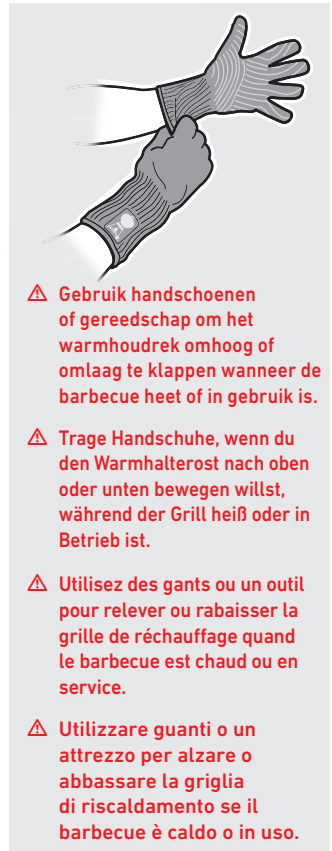 ⚠ Gebruik handschoenen
of gereedschap om het
warmhoudrek omhoog of
omlaag te klappen wanneer de
barbecue heet of in gebruik is.
⚠ Trage Handschuhe, wenn du
den Warmhalterost nach oben
oder unten bewegen willst,
während der Grill heiß oder in
Betrieb ist.
⚠ Utilisez des gants ou un outil
pour relever ou rabaisser la
grille de réchauffage quand
le barbecue est chaud ou en
service.
⚠ Utilizzare guanti o un
attrezzo per alzare o
abbassare la griglia
di riscaldamento se il
barbecue è caldo o in uso.